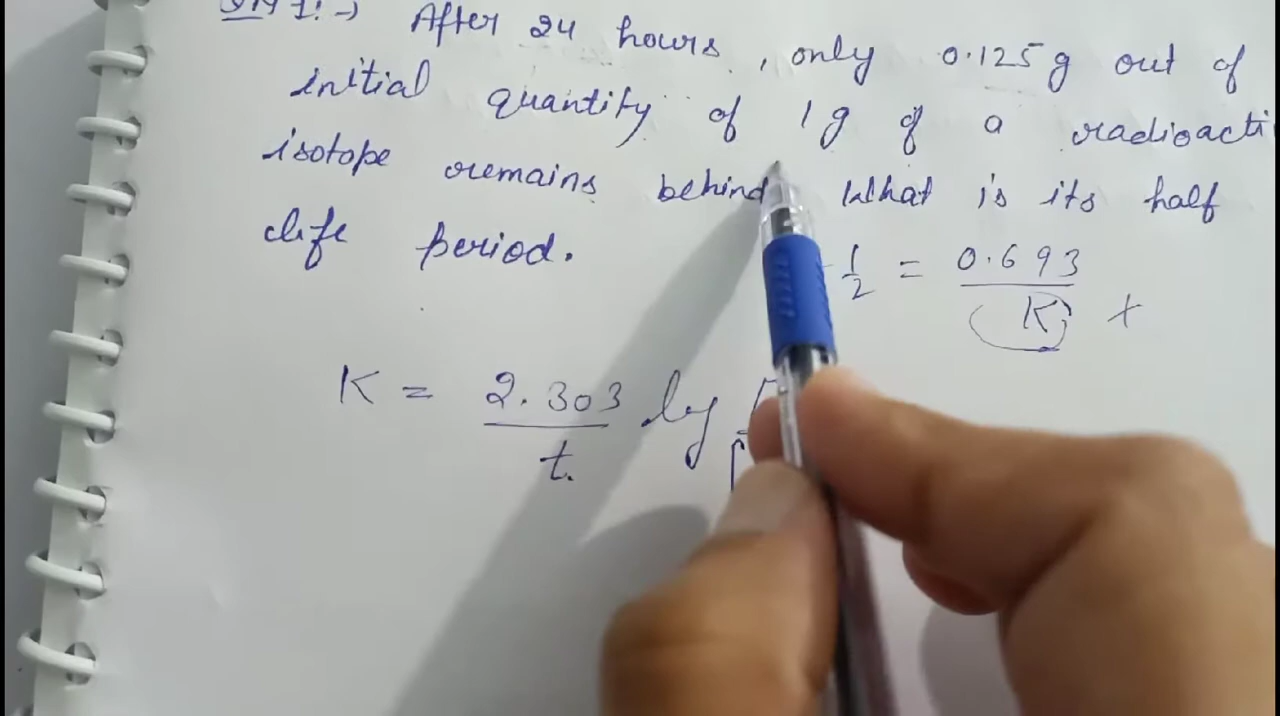 After 24 hours, only 0.125g out of
initial quantity of 1g of a radioacti
isotope remains behind What is its half
life period.
1/2 = 0.693/K
K = 2.303/t. log